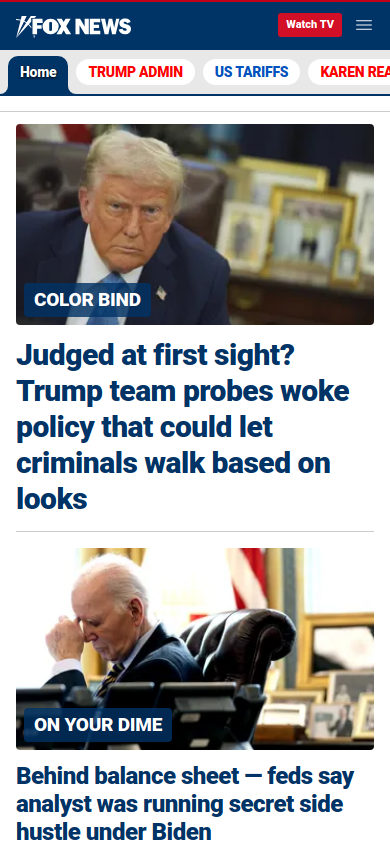 FOX NEWS
Watch TV
Home
TRUMP ADMIN
US TARIFFS
KAREN REA
COLOR BIND
Judged at first sight?
Trump team probes woke
policy that could let
criminals walk based on
looks
ON YOUR DIME
Behind balance sheet — feds say
analyst was running secret side
hustle under Biden